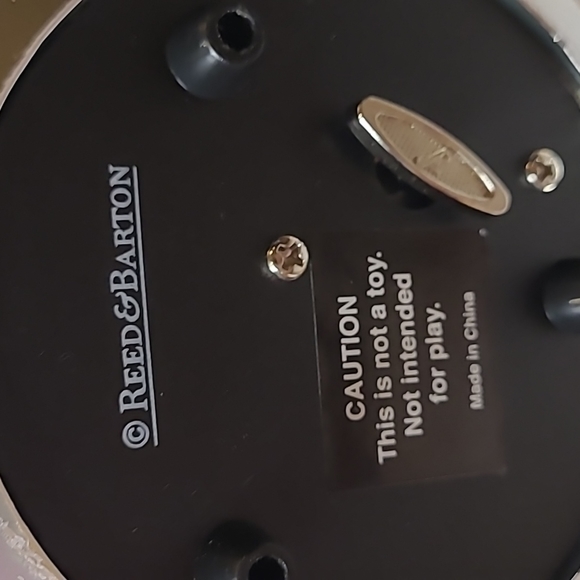 © REED & BARTON
CAUTION
This is not a toy.
Not intended
for play.
Made in China